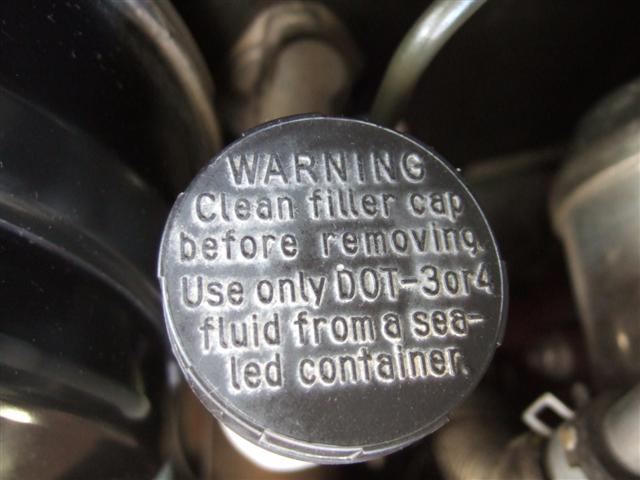 WARNING
Clean filler cap
before removing.
Use only DOT-3or4
fluid from a sea-
led container.